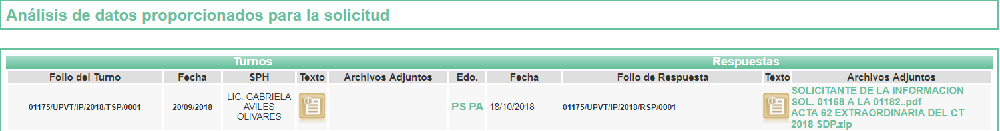 Análisis de datos proporcionados para la solicitud
Turnos Respuestas
Folio del Turno Fecha SPH Texto Archivos Adjuntos Edo. Fecha Folio de Respuesta Texto Archivos Adjuntos
01175/UPVT/IP/2018/TSP/0001 20/09/2018
LIC. GABRIELA
AVILES
OLIVARES
PS PA 18/10/2018 01175/UPVT/IP/2018/RSP/0001
SOLICITANTE DE LA INFORMACION
SOL. 01168 A LA 01182..pdf
ACTA 62 EXTRAORDINARIA DEL CT
2018 SDP.zip